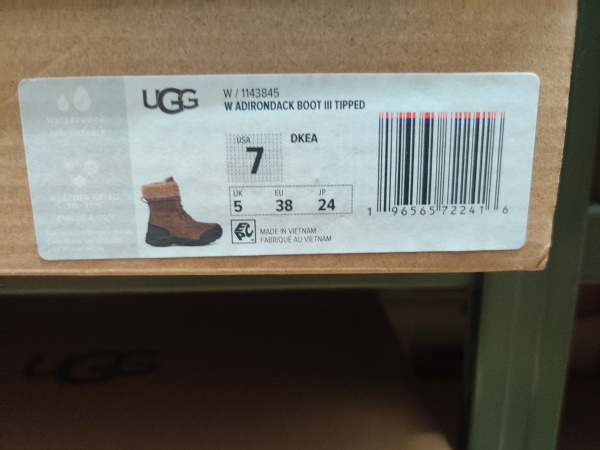 UGG
W / 1143845
W ADIRONDACK BOOT III TIPPED
USA
7
DKEA
UK EU JP
5 38 24
MADE IN VIETNAM
FABRIQUÉ AU VIETNAM
1 96565 72241 6
UGG